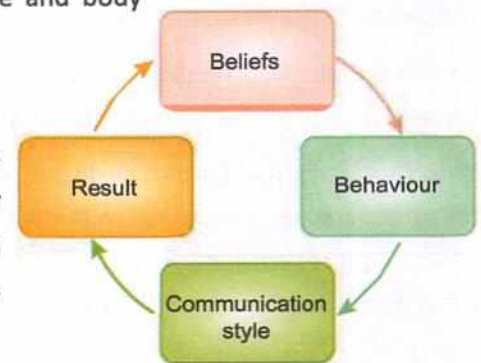 and body
Beliefs
Result
Behaviour
Communication
style